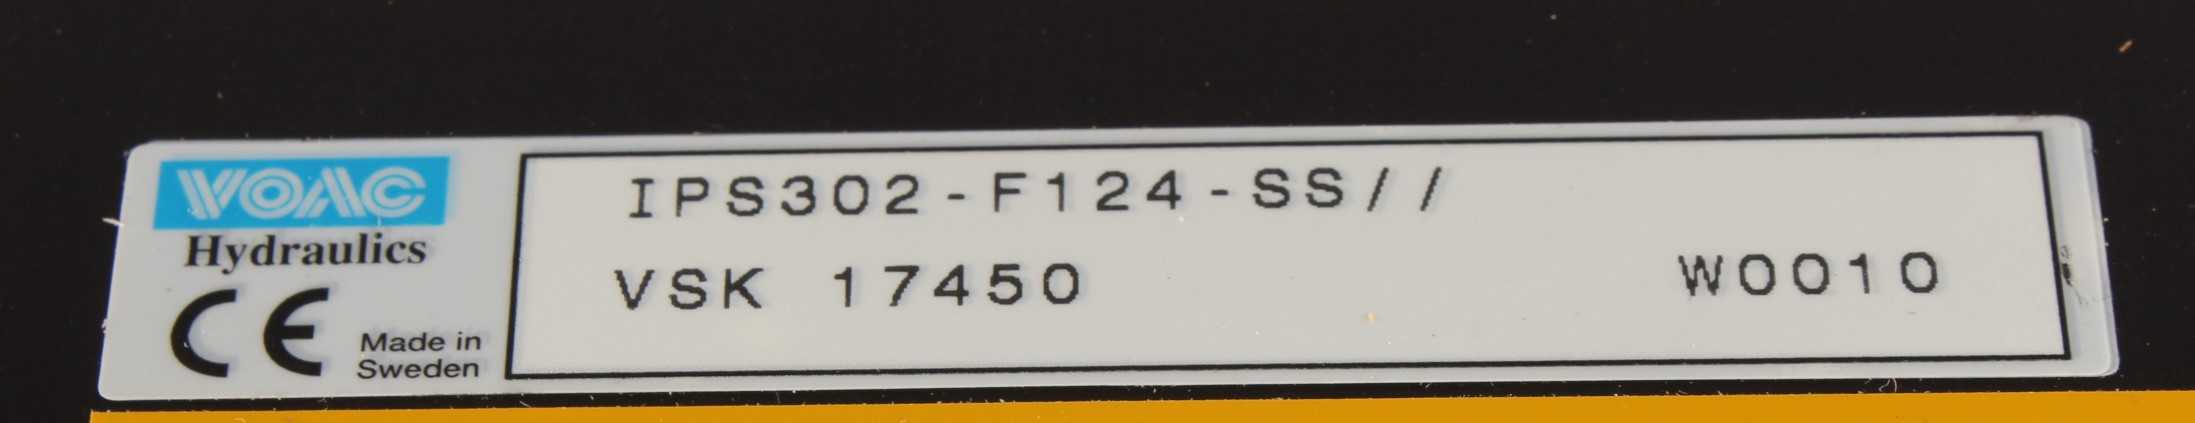 VOAC
Hydraulics
CE
Made in
Sweden
IPS302-F124-SS//
VSK 17450 W0010